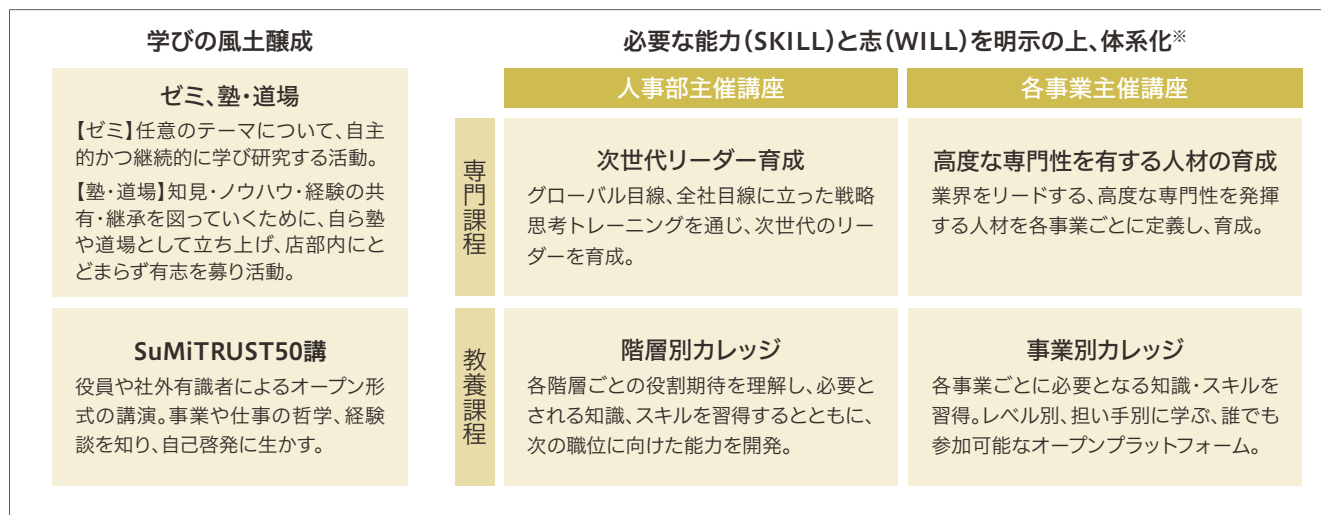 学びの風土醸成
ゼミ、塾・道場
【ゼミ】任意のテーマについて、自主
的かつ継続的に学び研究する活動。
【塾・道場】知見・ノウハウ・経験の共
有・継承を図っていくために、自ら塾
や道場として立ち上げ、店部内にと
どまらず有志を募り活動。
SuMiTRUST50講
役員や社外有識者によるオープン形
式の講演。事業や仕事の哲学、経験
談を知り、自己啓発に生かす。
必要な能力(SKILL)と志(WILL)を明示の上、体系化※
人事部主催講座
各事業主催講座
専門課程
次世代リーダー育成
グローバル目線、全社目線に立った戦略
思考トレーニングを通じ、次世代のリー
ダーを育成。
高度な専門性を有する人材の育成
業界をリードする、高度な専門性を発揮
する人材を各事業ごとに定義し、育成。
教養課程
階層別カレッジ
各階層ごとの役割期待を理解し、必要と
される知識、スキルを習得するとともに、
次の職位に向けた能力を開発。
事業別カレッジ
各事業ごとに必要となる知識・スキルを
習得。レベル別、担い手別に学ぶ、誰でも
参加可能なオープンプラットフォーム。